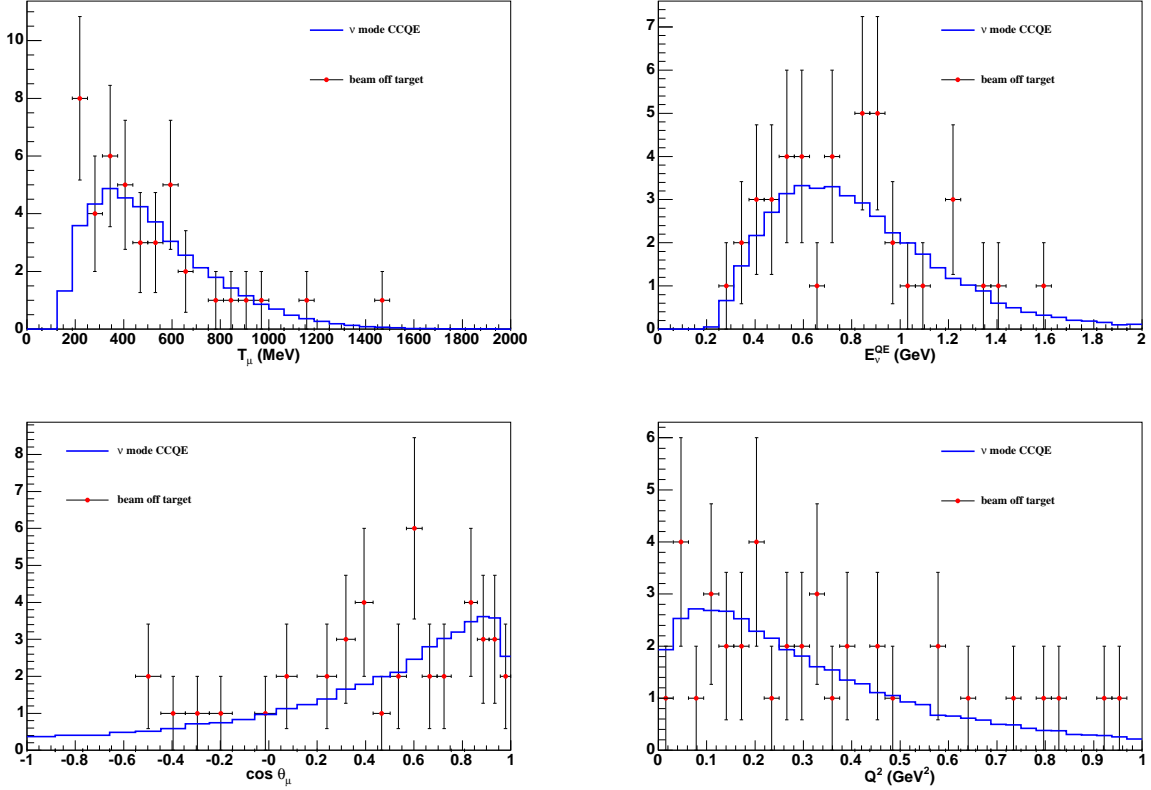 10
8
6
4
2
0
ν mode CCQE
beam off target
0 200 400 600 800 1000 1200 1400 1600 1800 2000
T_μ (MeV)
7
6
5
4
3
2
1
0
ν mode CCQE
beam off target
0 0.2 0.4 0.6 0.8 1 1.2 1.4 1.6 1.8 2
E_ν^QE (GeV)
8
7
6
5
4
3
2
1
0
ν mode CCQE
beam off target
-1 -0.8 -0.6 -0.4 -0.2 -0 0.2 0.4 0.6 0.8 1
cos θ_μ
6
5
4
3
2
1
0
ν mode CCQE
beam off target
0 0.1 0.2 0.3 0.4 0.5 0.6 0.7 0.8 0.9 1
Q² (GeV²)